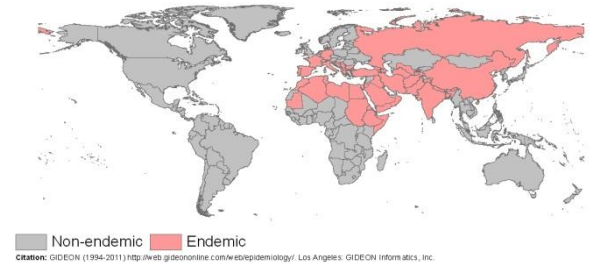 Non-endemic Endemic
Citation: GIDEON (1994-2011) http://web.gideononline.com/web/epidemiology/. Los Angeles: GIDEON Informatics, Inc.